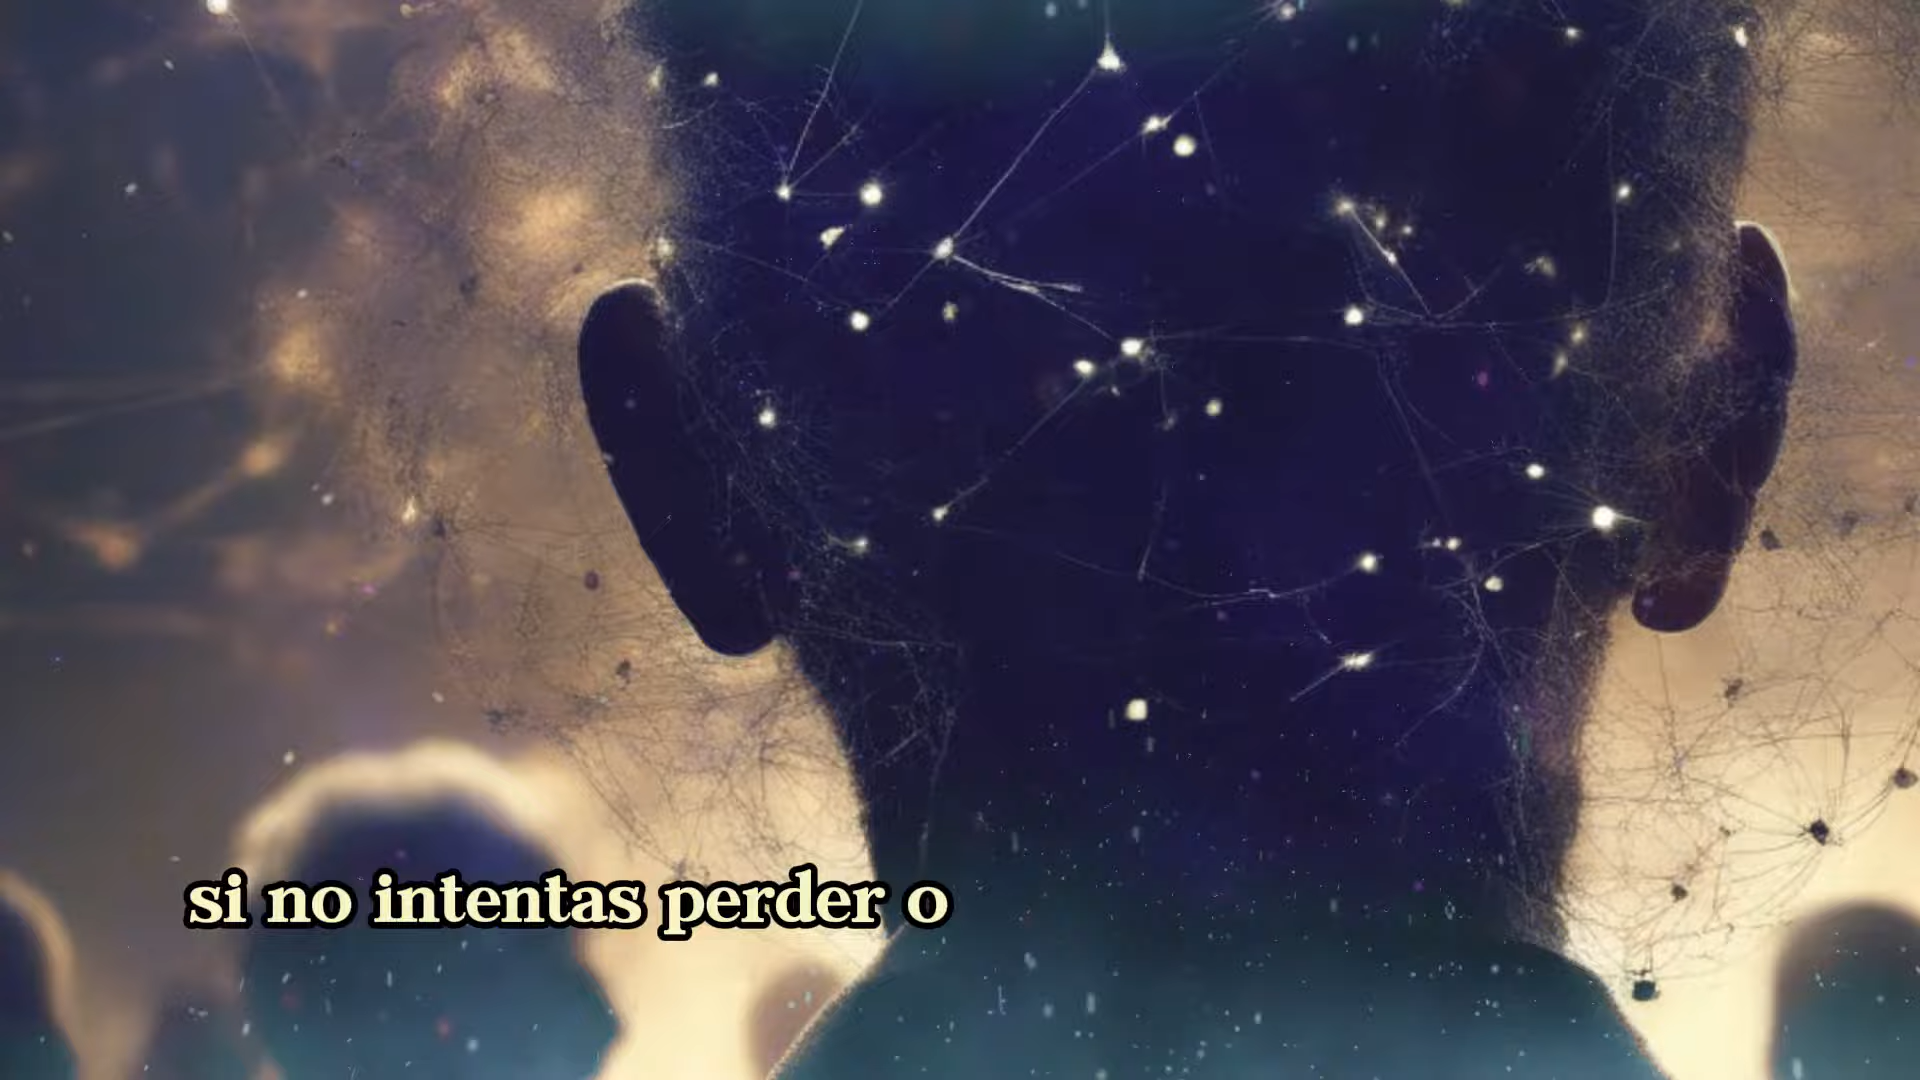 si no intentas perder o